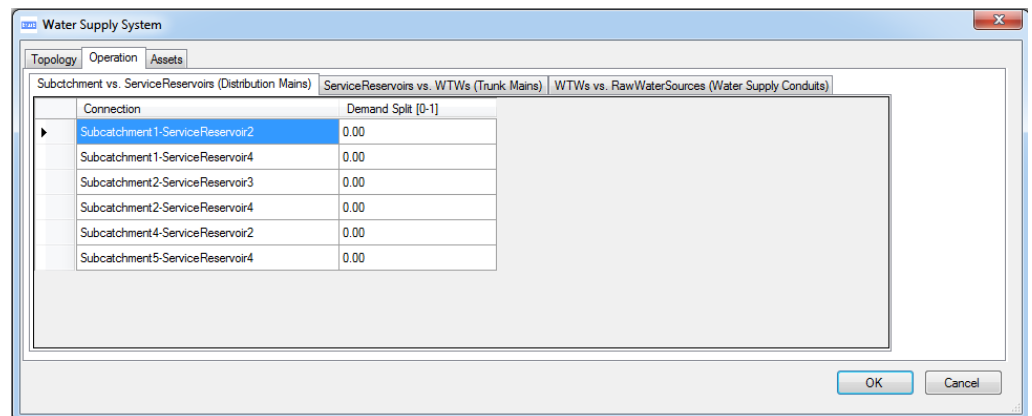 Water Supply System
Topology Operation Assets
Subctchment vs. ServiceReservoirs (Distribution Mains) ServiceReservoirs vs. WTWs (Trunk Mains) WTWs vs. RawWaterSources (Water Supply Conduits)
Connection Demand Split [0-1]
Subcatchment1-ServiceReservoir2 0.00
Subcatchment1-ServiceReservoir4 0.00
Subcatchment2-ServiceReservoir3 0.00
Subcatchment2-ServiceReservoir4 0.00
Subcatchment4-ServiceReservoir2 0.00
Subcatchment5-ServiceReservoir4 0.00
OK Cancel